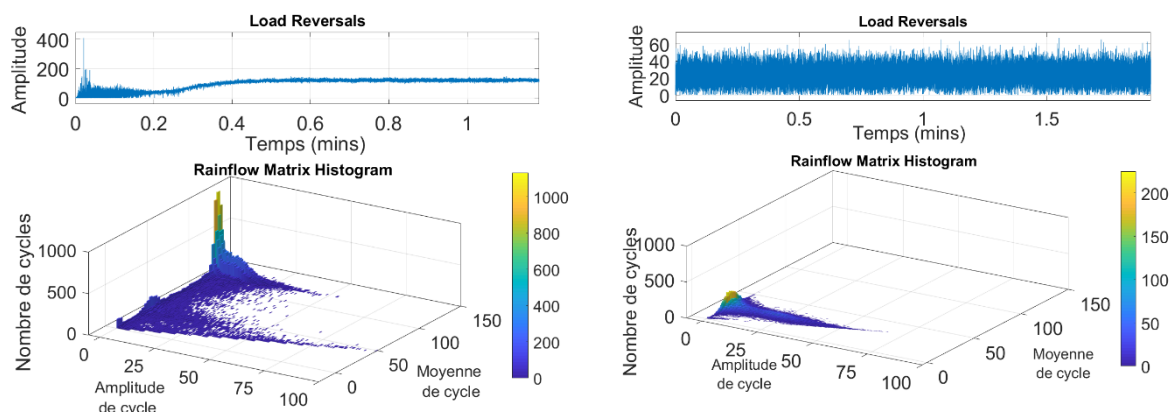 Load Reversals
Amplitude
400
200
0
0
0.2
0.4
0.6
0.8
1
Temps (mins)
Rainflow Matrix Histogram
Nombre de cycles
1000
500
0
0
25
50
75
100
Amplitude
de cycle
0
50
100
150
Moyenne
de cycle
1000
800
600
400
200
0
Load Reversals
Amplitude
60
40
20
0
0
0.5
1
1.5
Temps (mins)
Rainflow Matrix Histogram
Nombre de cycles
1000
500
0
0
25
50
75
100
Amplitude
de cycle
0
50
100
150
Moyenne
de cycle
200
150
100
50
0